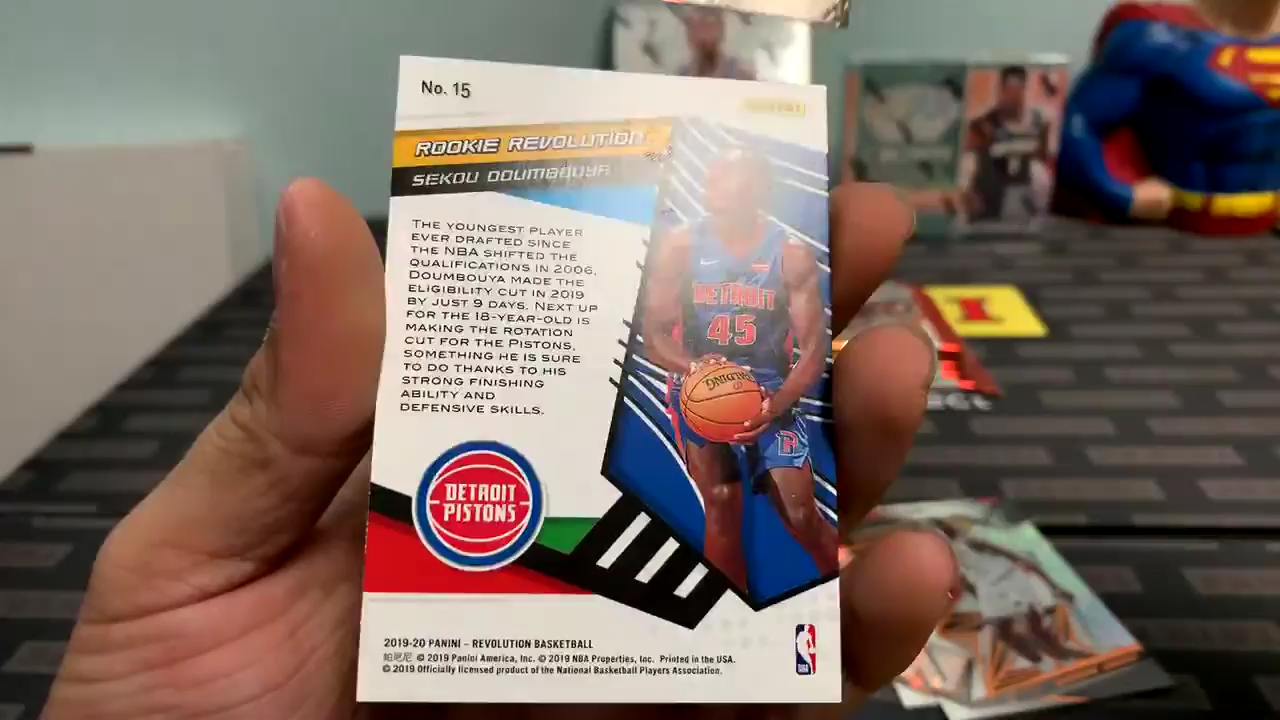 No. 15
ROOKIE REVOLUTION
SEKOU DOUMBOUYA
THE YOUNGEST PLAYER
EVER DRAFTED SINCE
THE NBA SHIFTED THE
QUALIFICATIONS IN 2006,
DOUMBOUYA MADE THE
ELIGIBILITY CUT IN 2019
BY JUST 9 DAYS. NEXT UP
FOR THE 18-YEAR-OLD IS
MAKING THE ROTATION
CUT FOR THE PISTONS,
SOMETHING HE IS SURE
TO DO THANKS TO HIS
STRONG FINISHING
ABILITY AND
DEFENSIVE SKILLS.
DETROIT
45
SPALDING
DETROIT
PISTONS
2019-20 PANINI – REVOLUTION BASKETBALL
帕尼尼 © 2019 Panini America, Inc. © 2019 NBA Properties, Inc. Printed in the USA.
© 2019 Officially licensed product of the National Basketball Players Association.